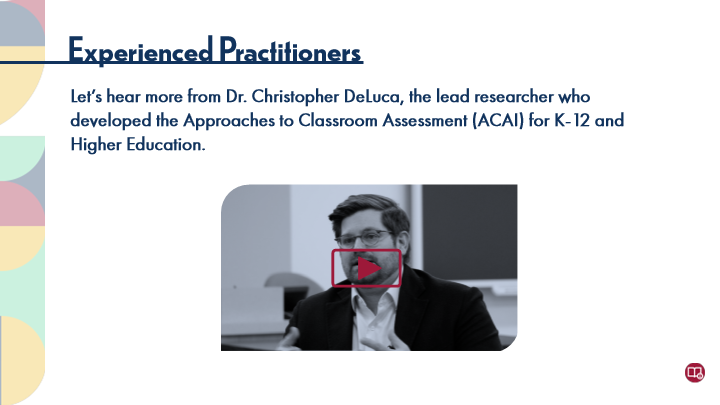 Experienced Practitioners
Let's hear more from Dr. Christopher DeLuca, the lead researcher who
developed the Approaches to Classroom Assessment (ACAI) for K-12 and
Higher Education.